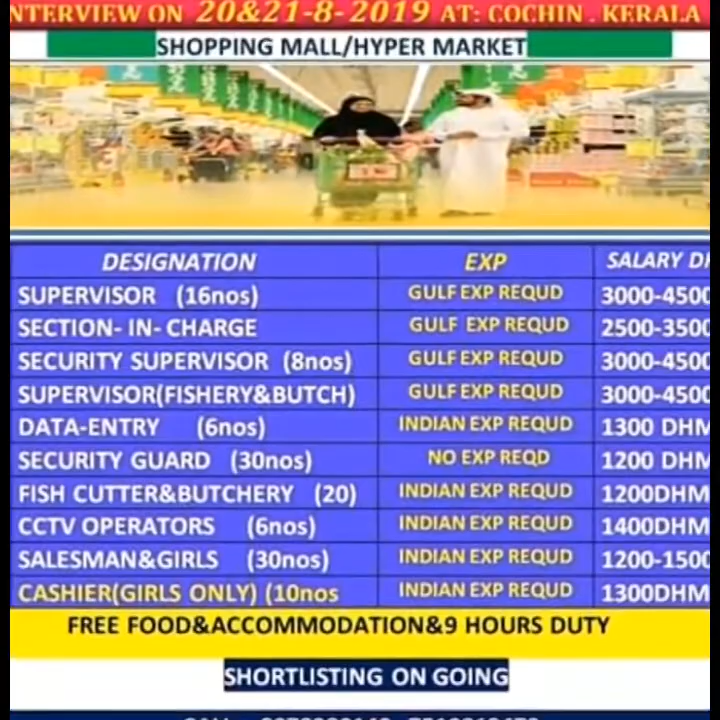 NTERVIEW ON 20&21-8-2019 AT: COCHIN . KERALA
SHOPPING MALL/HYPER MARKET
DESIGNATION EXP SALARY
SUPERVISOR (16nos) GULF EXP REQUD 3000-4500
SECTION- IN- CHARGE GULF EXP REQUD 2500-3500
SECURITY SUPERVISOR (8nos) GULF EXP REQUD 3000-4500
SUPERVISOR(FISHERY&BUTCH) GULF EXP REQUD 3000-4500
DATA-ENTRY (6nos) INDIAN EXP REQUD 1300 DHM
SECURITY GUARD (30nos) NO EXP REQD 1200 DHM
FISH CUTTER&BUTCHERY (20) INDIAN EXP REQUD 1200DHM
CCTV OPERATORS (6nos) INDIAN EXP REQUD 1400DHM
SALESMAN&GIRLS (30nos) INDIAN EXP REQUD 1200-1500
CASHIER(GIRLS ONLY) (10nos INDIAN EXP REQUD 1300DHM
FREE FOOD&ACCOMMODATION&9 HOURS DUTY
SHORTLISTING ON GOING